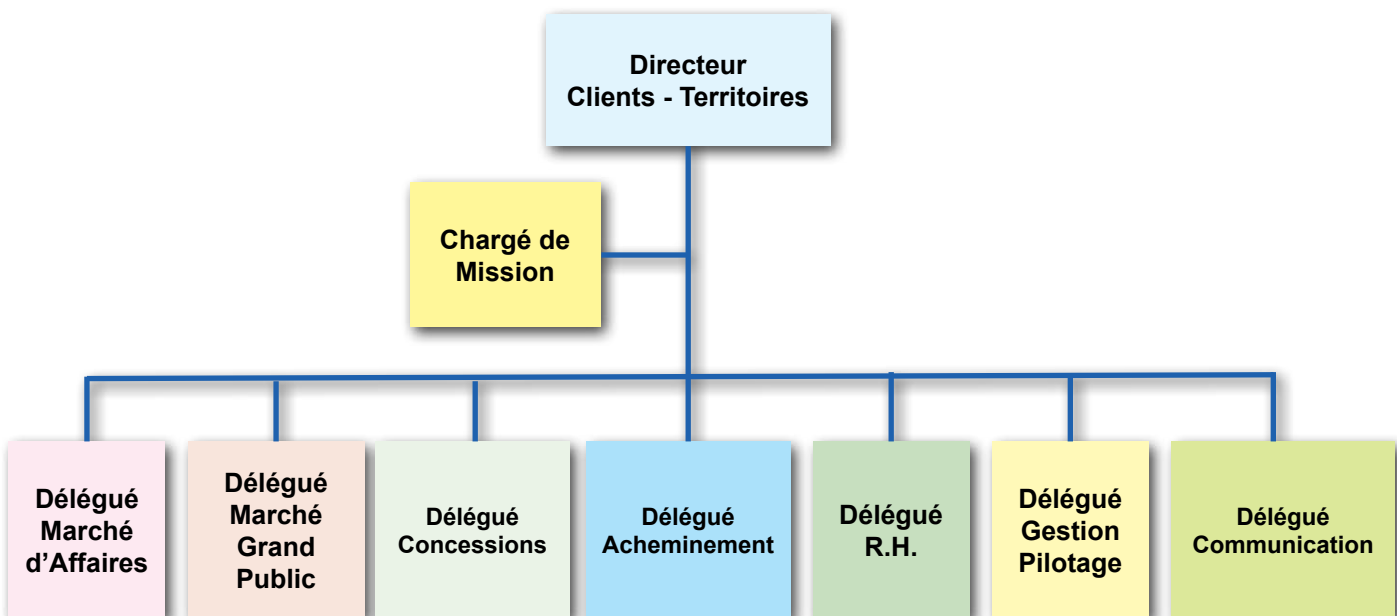 Directeur
Clients - Territoires
Chargé de
Mission
Délégué
Marché
d’Affaires
Délégué
Marché
Grand
Public
Délégué
Concessions
Délégué
Acheminement
Délégué
R.H.
Délégué
Gestion
Pilotage
Délégué
Communication